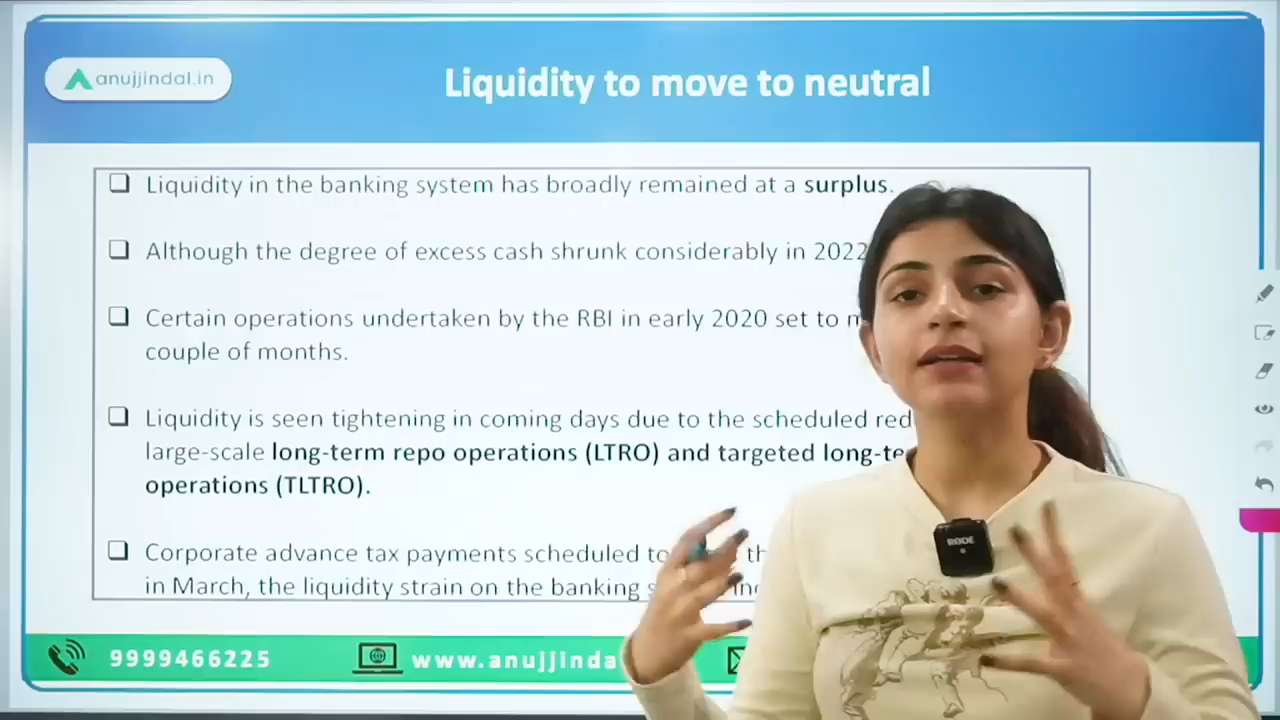 anujjindal.in
Liquidity to move to neutral
Liquidity in the banking system has broadly remained at a surplus.
Although the degree of excess cash shrunk considerably in 2022
Certain operations undertaken by the RBI in early 2020 set to
couple of months.
Liquidity is seen tightening in coming days due to the scheduled
large-scale long-term repo operations (LTRO) and targeted
operations (TLTRO).
Corporate advance tax payments scheduled
in March, the liquidity strain on the banking
9999466225
www.anujjinda
RODE